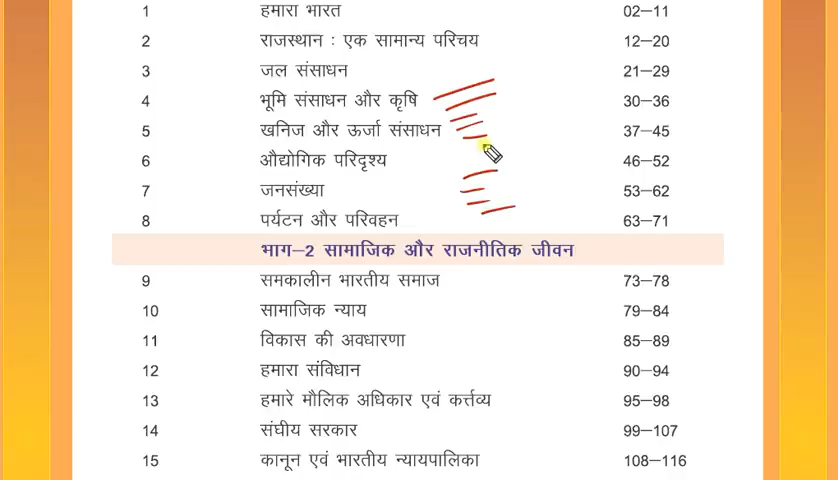 1 हमारा भारत 02–11
2 राजस्थान : एक सामान्य परिचय 12–20
3 जल संसाधन 21–29
4 भूमि संसाधन और कृषि 30–36
5 खनिज और ऊर्जा संसाधन 37–45
6 औद्योगिक परिदृश्य 46–52
7 जनसंख्या 53–62
8 पर्यटन और परिवहन 63–71
भाग–2 सामाजिक और राजनीतिक जीवन
9 समकालीन भारतीय समाज 73–78
10 सामाजिक न्याय 79–84
11 विकास की अवधारणा 85–89
12 हमारा संविधान 90–94
13 हमारे मौलिक अधिकार एवं कर्त्तव्य 95–98
14 संघीय सरकार 99–107
15 कानून एवं भारतीय न्यायपालिका 108–116